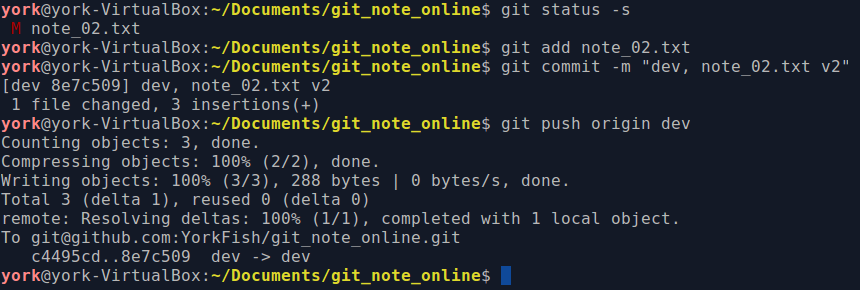 york@york-VirtualBox:~/Documents/git_note_online$ git status -s
 M note_02.txt
york@york-VirtualBox:~/Documents/git_note_online$ git add note_02.txt
york@york-VirtualBox:~/Documents/git_note_online$ git commit -m "dev, note_02.txt v2"
[dev 8e7c509] dev, note_02.txt v2
 1 file changed, 3 insertions(+)
york@york-VirtualBox:~/Documents/git_note_online$ git push origin dev
Counting objects: 3, done.
Compressing objects: 100% (2/2), done.
Writing objects: 100% (3/3), 288 bytes | 0 bytes/s, done.
Total 3 (delta 1), reused 0 (delta 0)
remote: Resolving deltas: 100% (1/1), completed with 1 local object.
To git@github.com:YorkFish/git_note_online.git
   c4495cd..8e7c509  dev -> dev
york@york-VirtualBox:~/Documents/git_note_online$